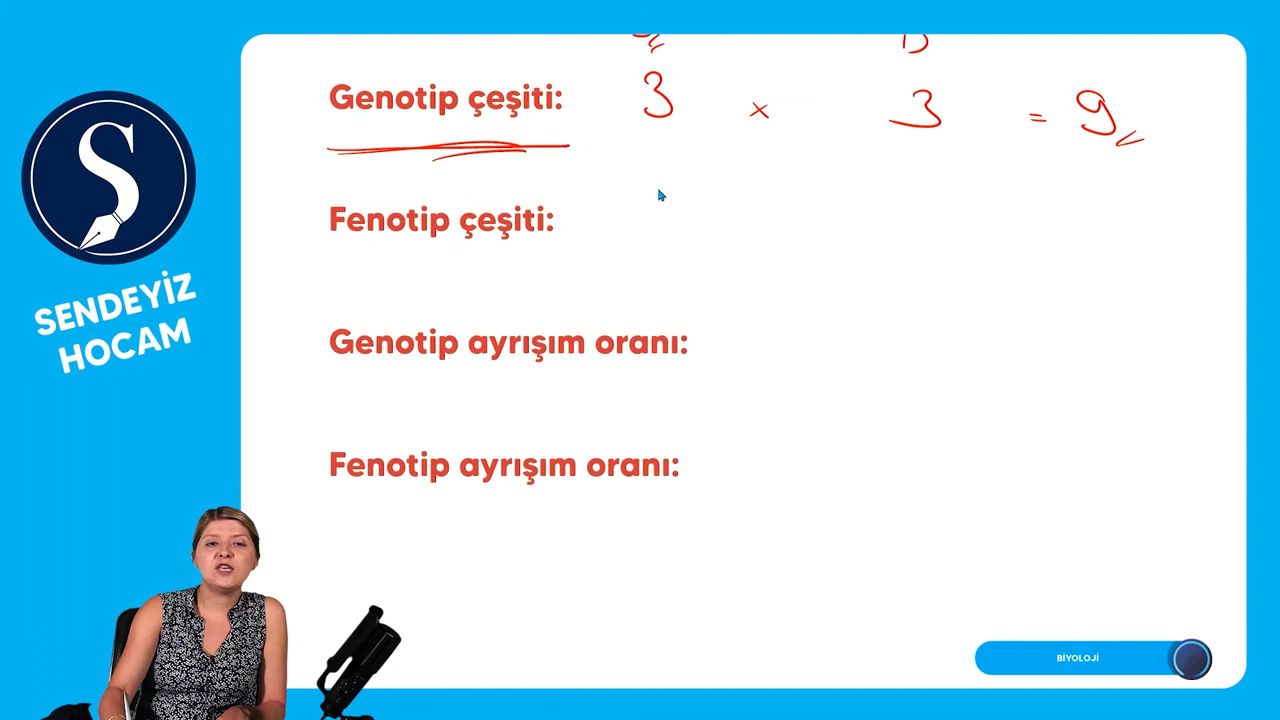 Genotip çeşiti: 3 x 3 = 9
Fenotip çeşiti:
Genotip ayrışım oranı:
Fenotip ayrışım oranı:
S
SENDEYİZ
HOCAM
BİYOLOJİ